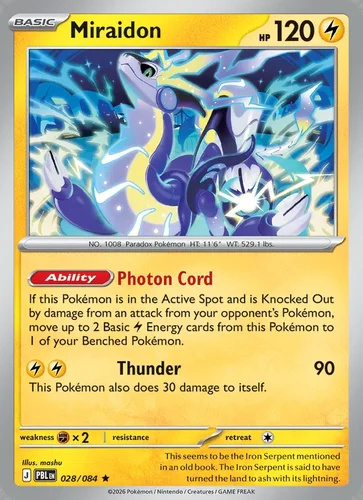 BASIC
Miraidon
HP 120
NO. 1008 Paradox Pokémon HT: 11'6" WT: 529.1 lbs.
Ability Photon Cord
If this Pokémon is in the Active Spot and is Knocked Out
by damage from an attack from your opponent's Pokémon,
move up to 2 Basic Energy cards from this Pokémon to
1 of your Benched Pokémon.
Thunder 90
This Pokémon also does 30 damage to itself.
weakness ×2 resistance retreat
Illus. mashu
J PBL EN 028/084 ★
This seems to be the Iron Serpent mentioned
in an old book. The Iron Serpent is said to have
turned the land to ash with its lightning.
©2026 Pokémon / Nintendo / Creatures / GAME FREAK